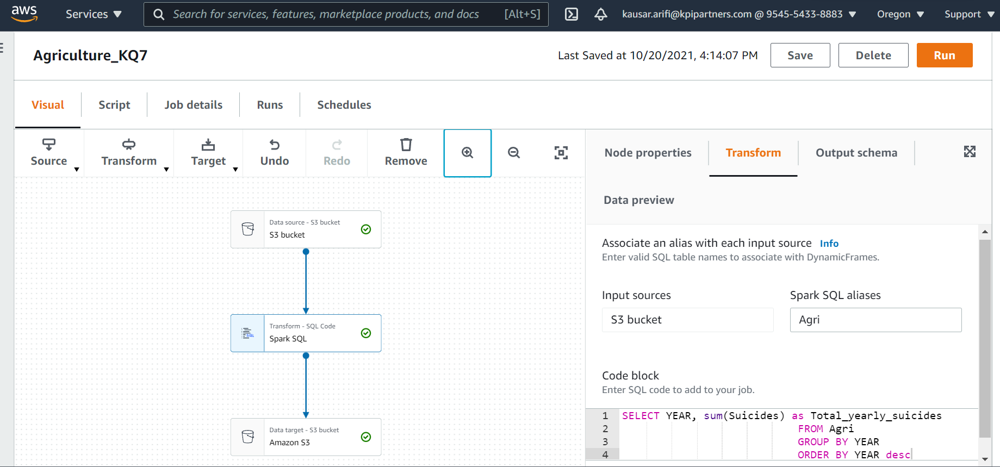 aws
Services
Search for services, features, marketplace products, and docs
[Alt+S]
kausar.arifi@kpipartners.com @ 9545-5433-8883
Oregon
Support
Agriculture_KQ7
Last Saved at 10/20/2021, 4:14:07 PM
Save
Delete
Run
Visual
Script
Job details
Runs
Schedules
Source
Transform
Target
Undo
Redo
Remove
Node properties
Transform
Output schema
Data preview
Data source - S3 bucket
S3 bucket
Transform - SQL Code
SQL
Spark SQL
Data target - S3 bucket
Amazon S3
Associate an alias with each input source Info
Enter valid SQL table names to associate with DynamicFrames.
Input sources
Spark SQL aliases
S3 bucket
Agri
Code block
Enter SQL code to add to your job.
1 SELECT YEAR, sum(Suicides) as Total_yearly_suicides
2 FROM Agri
3 GROUP BY YEAR
4 ORDER BY YEAR desc